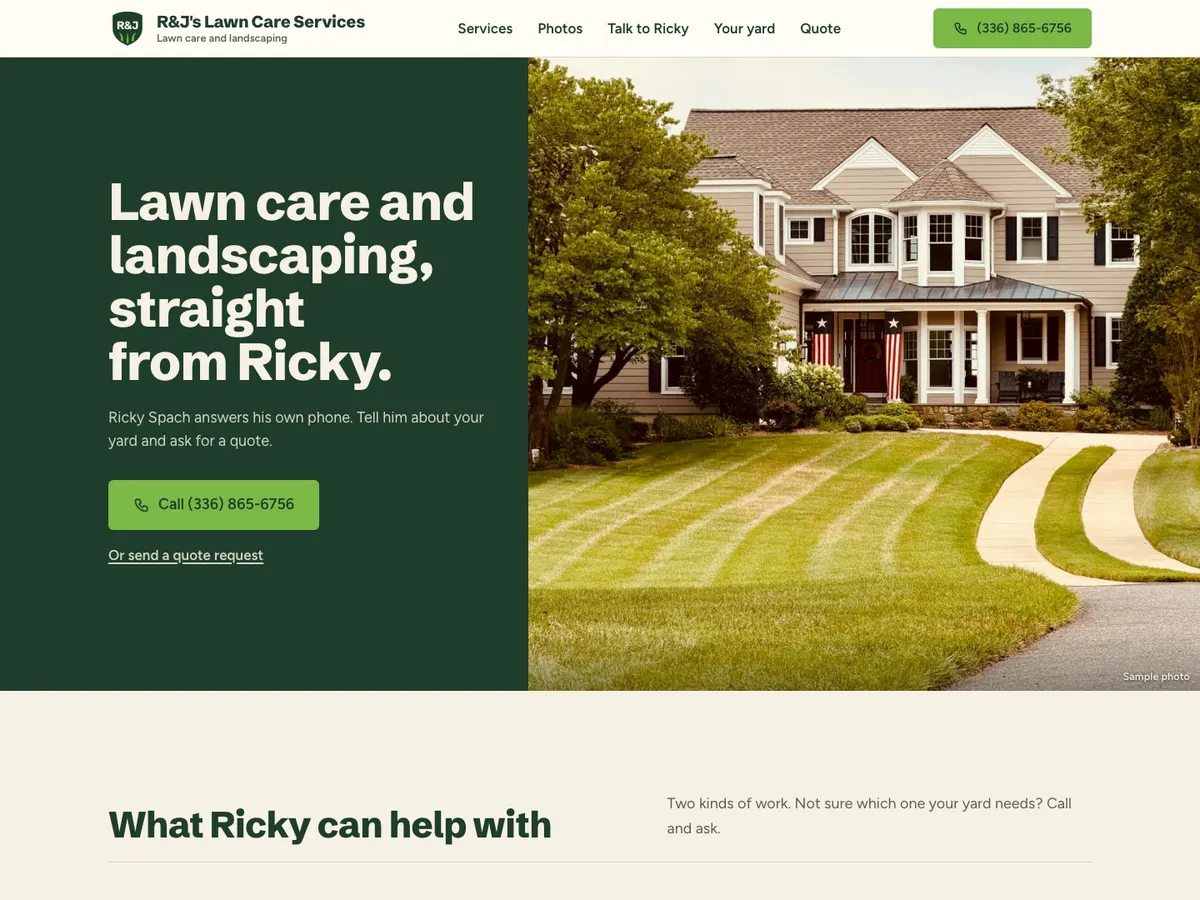 R&J
R&J's Lawn Care Services
Lawn care and landscaping
Services
Photos
Talk to Ricky
Your yard
Quote
(336) 865-6756
Lawn care and
landscaping,
straight
from Ricky.
Ricky Spach answers his own phone. Tell him about your
yard and ask for a quote.
Call (336) 865-6756
Or send a quote request
Sample photo
What Ricky can help with
Two kinds of work. Not sure which one your yard needs? Call
and ask.